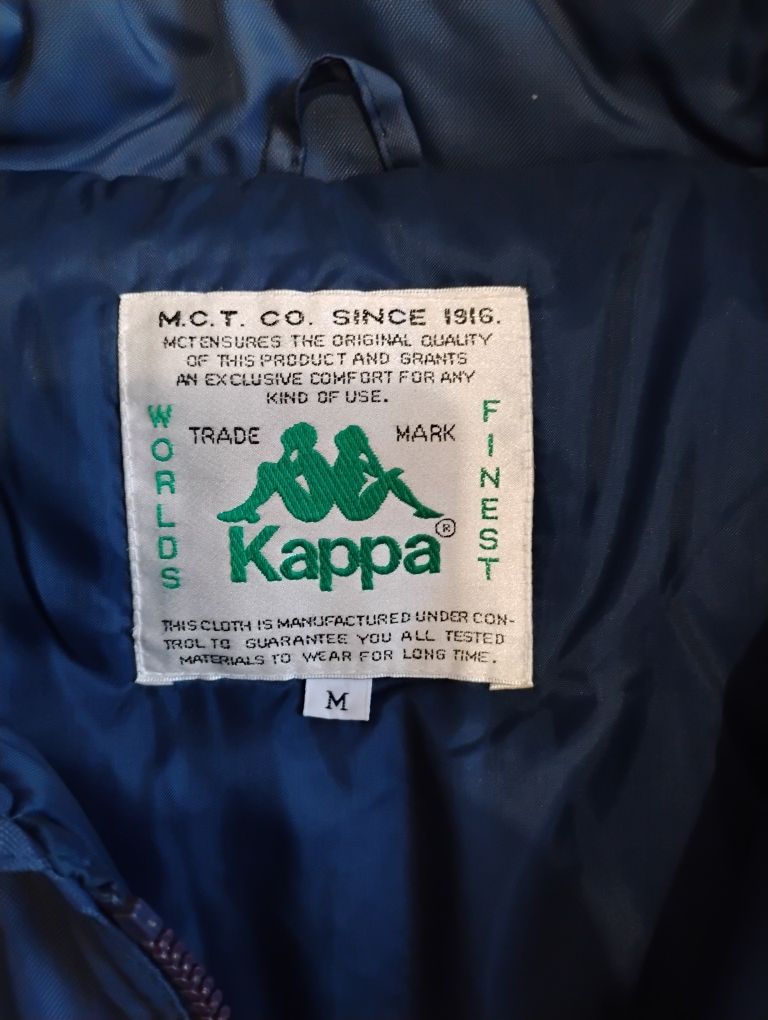 M.C.T. CO. SINCE 1916.
MCT ENSURES THE ORIGINAL QUALITY
OF THIS PRODUCT AND GRANTS
AN EXCLUSIVE COMFORT FOR ANY
KIND OF USE.
WORLDS
TRADE MARK
FINEST
Kappa®
THIS CLOTH IS MANUFACTURED UNDER CON-
TROL TO GUARANTEE YOU ALL TESTED
MATERIALS TO WEAR FOR LONG TIME.
M